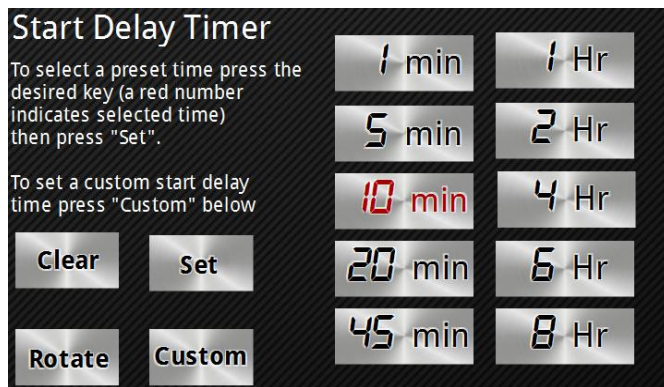 Start Delay Timer
To select a preset time press the
desired key (a red number
indicates selected time)
then press "Set".
To set a custom start delay
time press "Custom" below
Clear
Set
Rotate
Custom
1 min
1 Hr
5 min
2 Hr
10 min
4 Hr
20 min
6 Hr
45 min
8 Hr